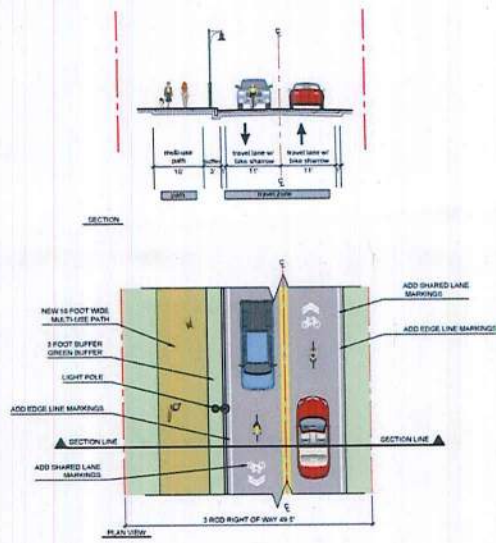 ℄
multi-use
path
buffer
travel lane w/
bike sharrow
travel lane w/
bike sharrow
10'
3'
11'
11'
℄
path
travel zone
SECTION
℄
ADD SHARED LANE
MARKINGS
NEW 10 FOOT WIDE
MULTI-USE PATH
ADD EDGE LINE MARKINGS
3 FOOT BUFFER
GREEN BUFFER
LIGHT POLE
ADD EDGE LINE MARKINGS
SECTION LINE
SECTION LINE
ADD SHARED LANE
MARKINGS
℄
3 ROD RIGHT OF WAY 49.5'
PLAN VIEW